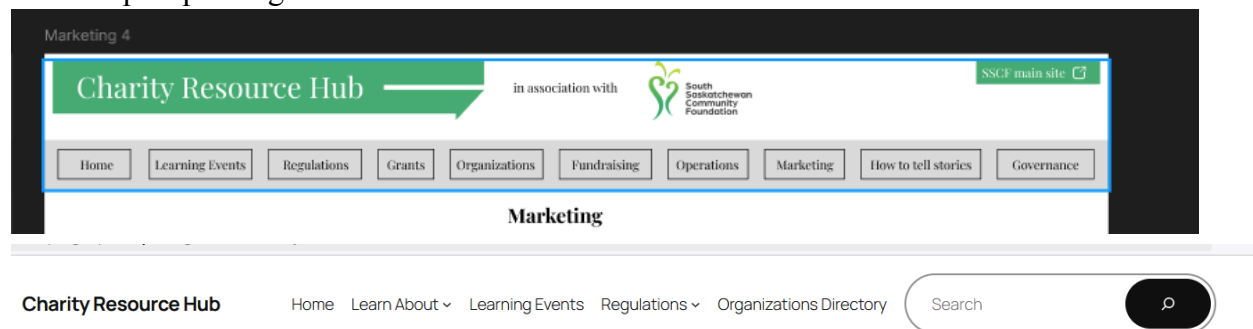 Marketing 4
Charity Resource Hub
in association with
South
Saskatchewan
Community
Foundation
SSCF main site
Home Learning Events Regulations Grants Organizations Fundraising Operations Marketing How to tell stories Governance
Marketing
Charity Resource Hub Home Learn About Learning Events Regulations Organizations Directory Search